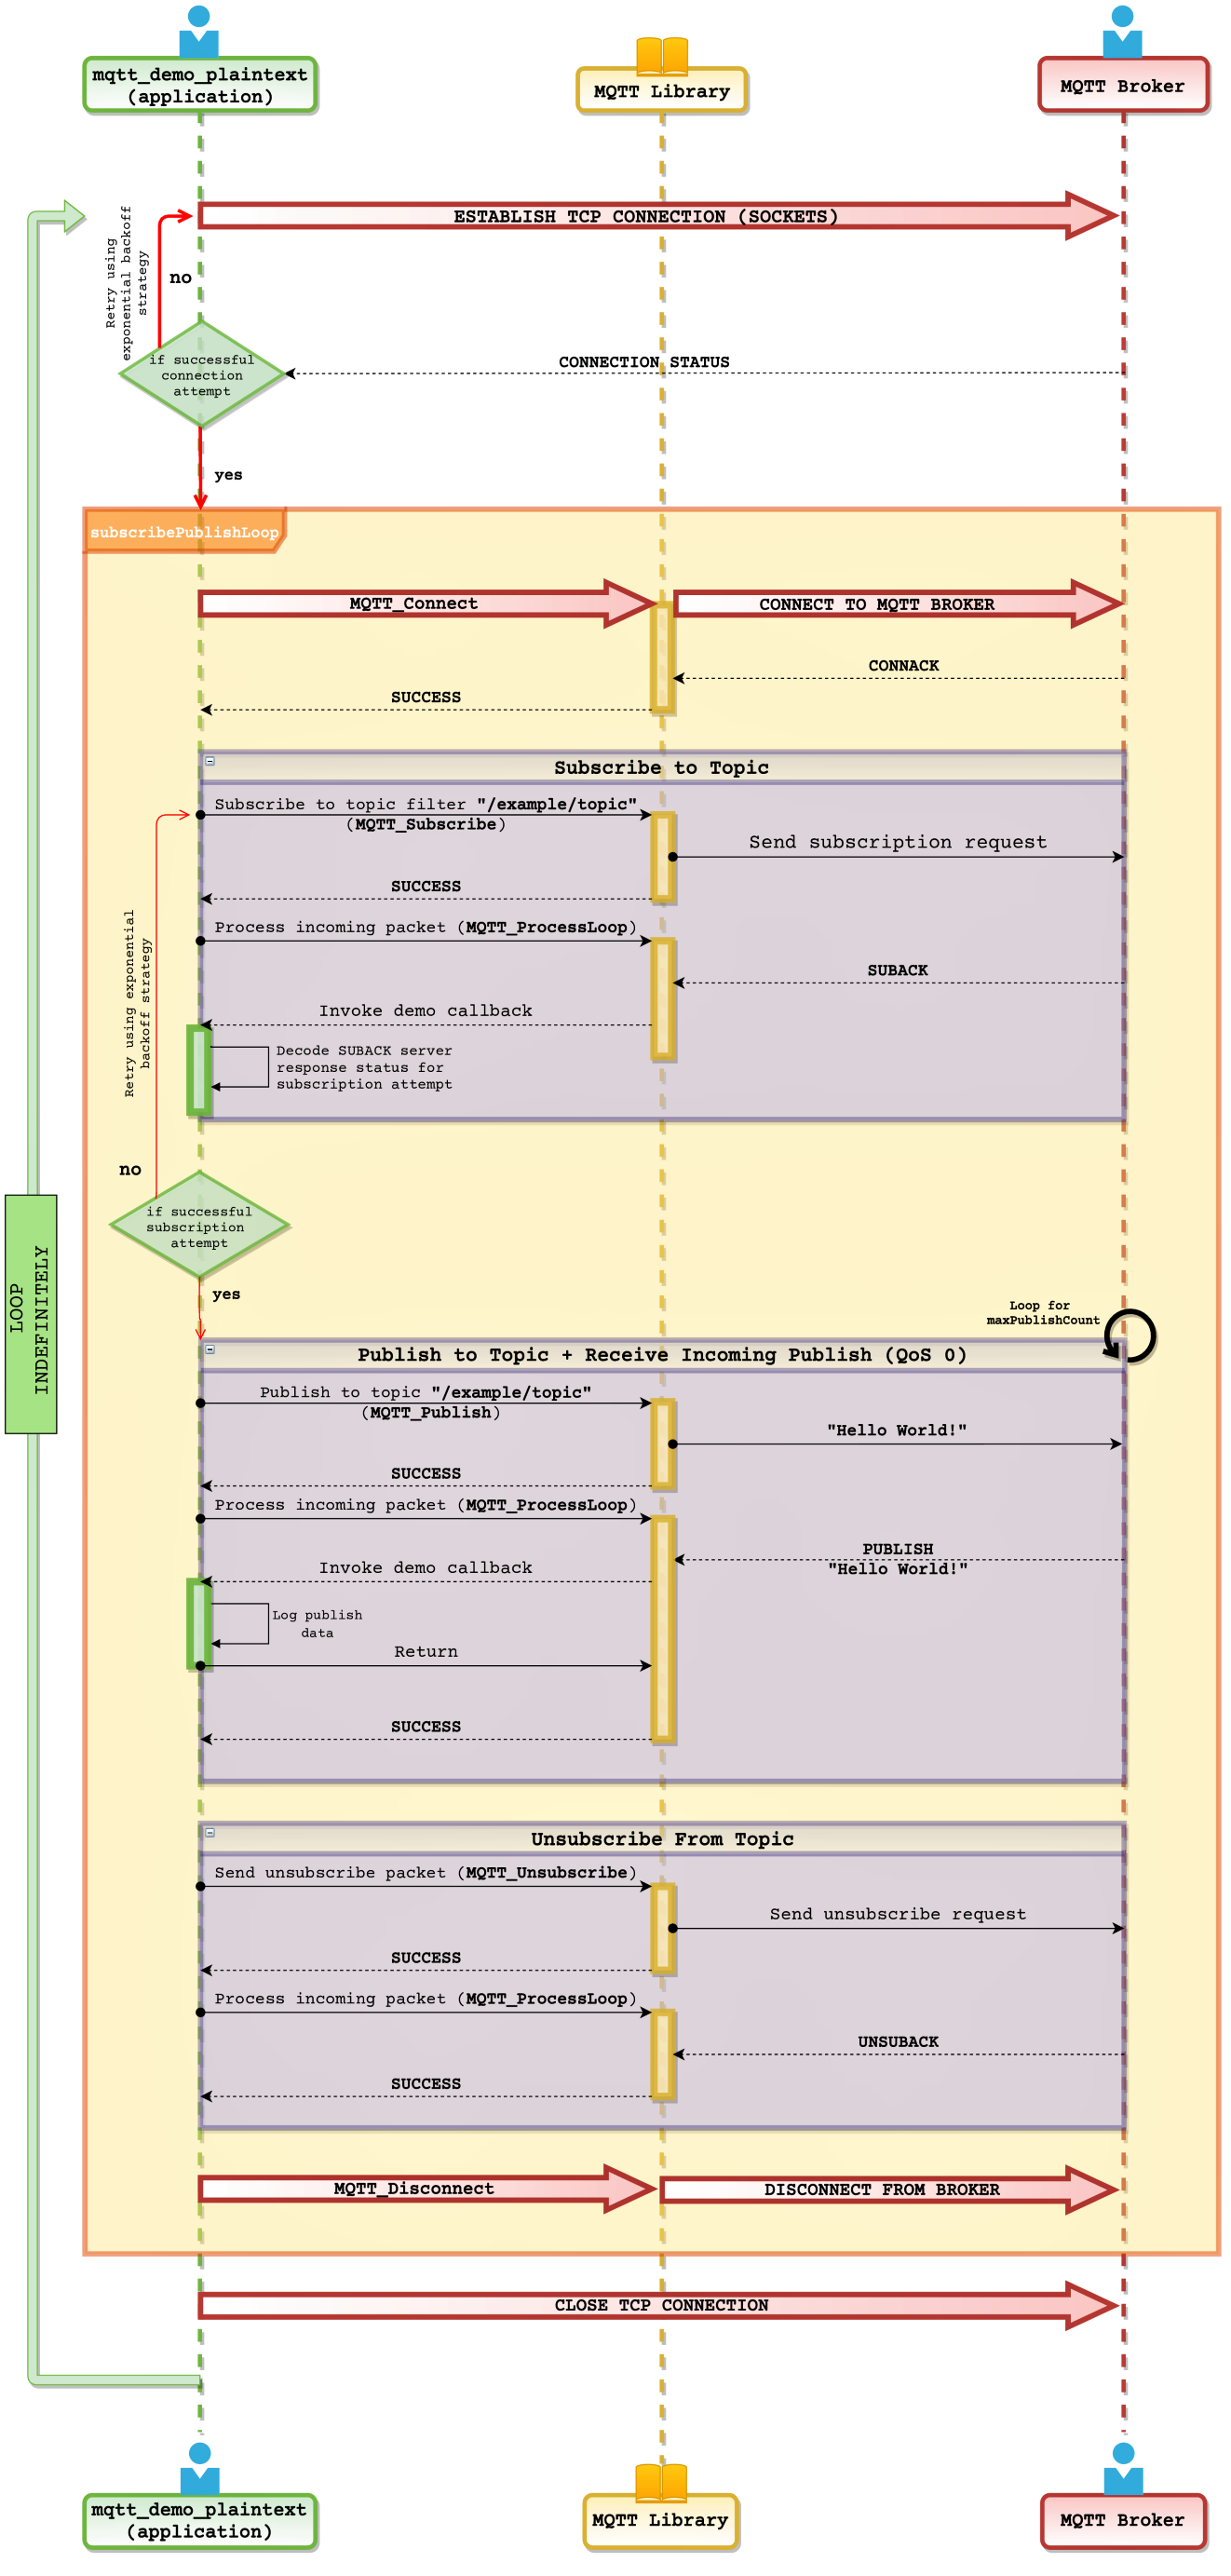 mqtt_demo_plaintext
(application)
MQTT Library
MQTT Broker
ESTABLISH TCP CONNECTION (SOCKETS)
Retry using
exponential backoff
strategy
no
if successful
connection
attempt
CONNECTION STATUS
yes
subscribePublishLoop
MQTT_Connect
CONNECT TO MQTT BROKER
CONNACK
SUCCESS
Subscribe to Topic
Subscribe to topic filter "/example/topic"
(MQTT_Subscribe)
Send subscription request
SUCCESS
Process incoming packet (MQTT_ProcessLoop)
SUBACK
Invoke demo callback
Decode SUBACK server
response status for
subscription attempt
Retry using exponential
backoff strategy
no
if successful
subscription
attempt
yes
LOOP
INDEFINITELY
Loop for
maxPublishCount
Publish to Topic + Receive Incoming Publish (QoS 0)
Publish to topic "/example/topic"
(MQTT_Publish)
"Hello World!"
SUCCESS
Process incoming packet (MQTT_ProcessLoop)
PUBLISH
"Hello World!"
Invoke demo callback
Log publish
data
Return
SUCCESS
Unsubscribe From Topic
Send unsubscribe packet (MQTT_Unsubscribe)
Send unsubscribe request
SUCCESS
Process incoming packet (MQTT_ProcessLoop)
UNSUBACK
SUCCESS
MQTT_Disconnect
DISCONNECT FROM BROKER
CLOSE TCP CONNECTION
mqtt_demo_plaintext
(application)
MQTT Library
MQTT Broker